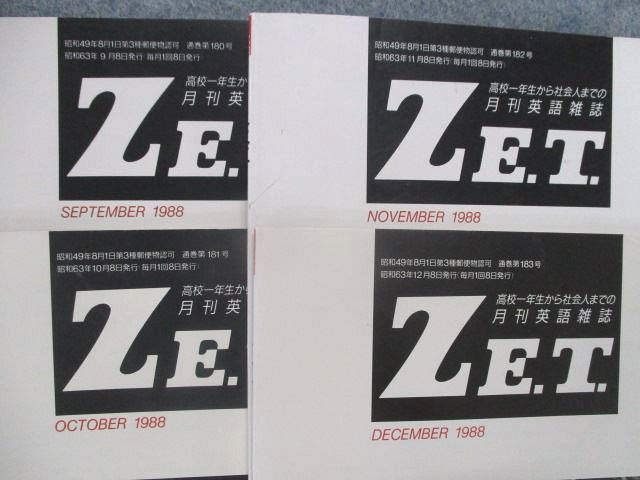 昭和49年8月1日第3種郵便物認可 通巻第180号
昭和63年9月8日発行(毎月1回8日発行)
高校一年生か
月刊英
Z E.
SEPTEMBER 1988
昭和49年8月1日第3種郵便物認可 通巻第182号
昭和63年11月8日発行(毎月1回8日発行)
高校一年生から社会人までの
月刊英語雑誌
Z E.T.
NOVEMBER 1988
昭和49年8月1日第3種郵便物認可 通巻第181号
昭和63年10月8日発行(毎月1回8日発行)
高校一年生から
月刊英
Z E.
OCTOBER 1988
昭和49年8月1日第3種郵便物認可 通巻第183号
昭和63年12月8日発行(毎月1回8日発行)
高校一年生から社会人までの
月刊英語雑誌
Z E.T.
DECEMBER 1988